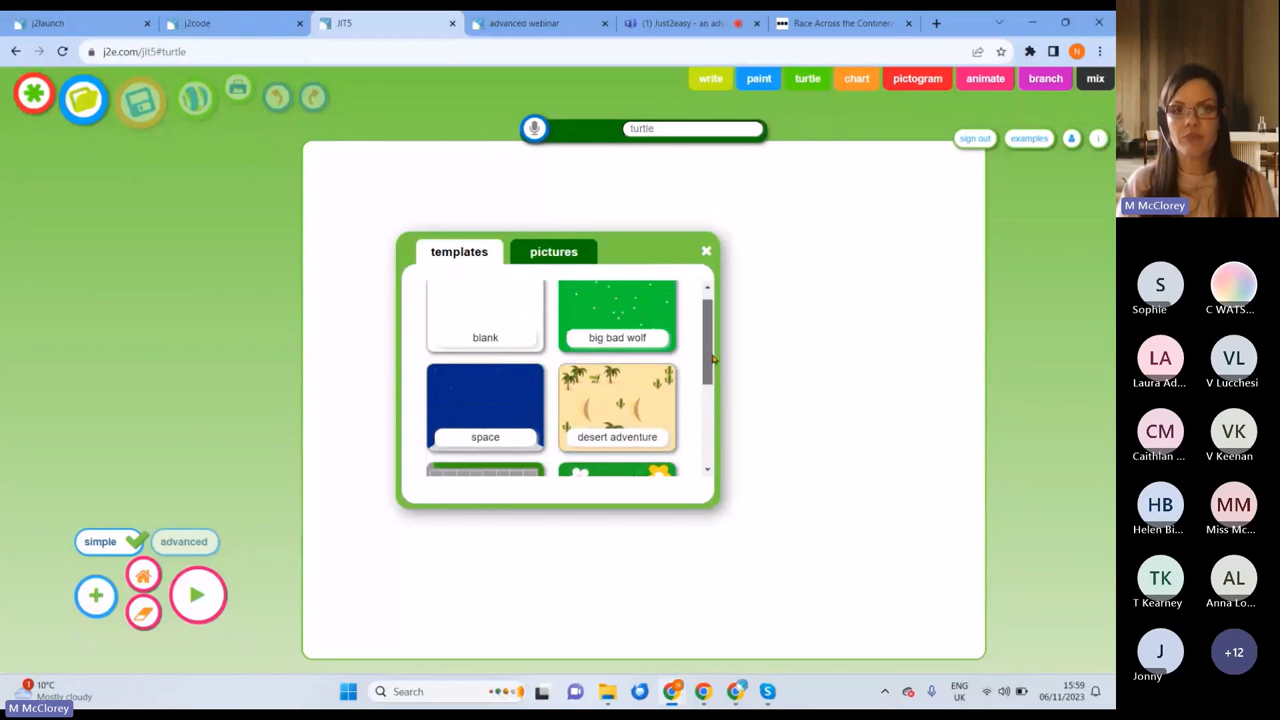 j2launch
j2code
JIT5
advanced webinar
(1) Just2easy - an adv
Race Across the Continen
j2e.com/jit5#turtle
N
write
paint
turtle
chart
pictogram
animate
branch
mix
turtle
sign out
examples
i
templates
pictures
blank
big bad wolf
space
desert adventure
simple
advanced
M McClorey
S
Sophie
C WATS...
LA
Laura Ad...
VL
V Lucchesi
CM
Caithlan ...
VK
V Keenan
HB
Helen Bi...
MM
Miss Mc...
TK
T Kearney
AL
Anna Lo...
J
Jonny
+12
1
10°C
Mostly cloudy
Search
ENG
UK
15:59
06/11/2023
M McClorey